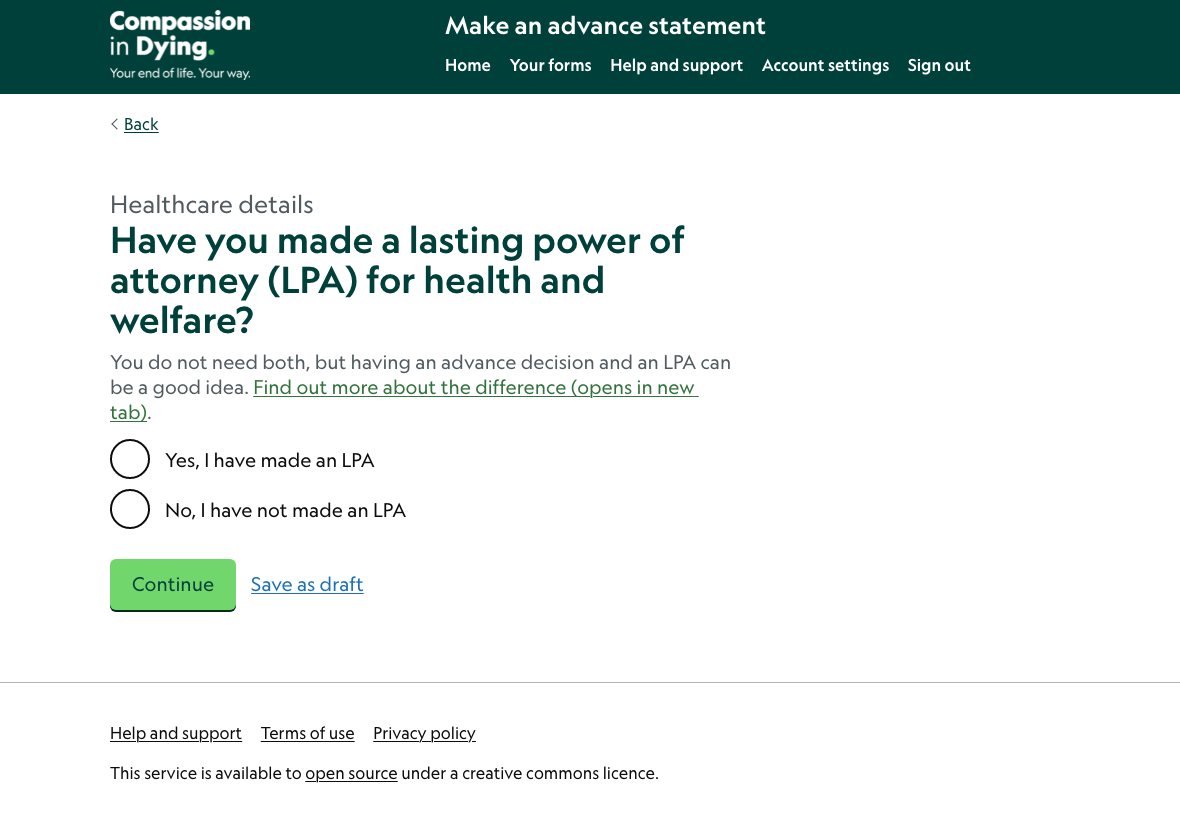 Compassion
in Dying.
Your end of life. Your way.
Make an advance statement
Home Your forms Help and support Account settings Sign out
Back
Healthcare details
Have you made a lasting power of
attorney (LPA) for health and
welfare?
You do not need both, but having an advance decision and an LPA can
be a good idea. Find out more about the difference (opens in new
tab).
Yes, I have made an LPA
No, I have not made an LPA
Continue Save as draft
Help and support Terms of use Privacy policy
This service is available to open source under a creative commons licence.